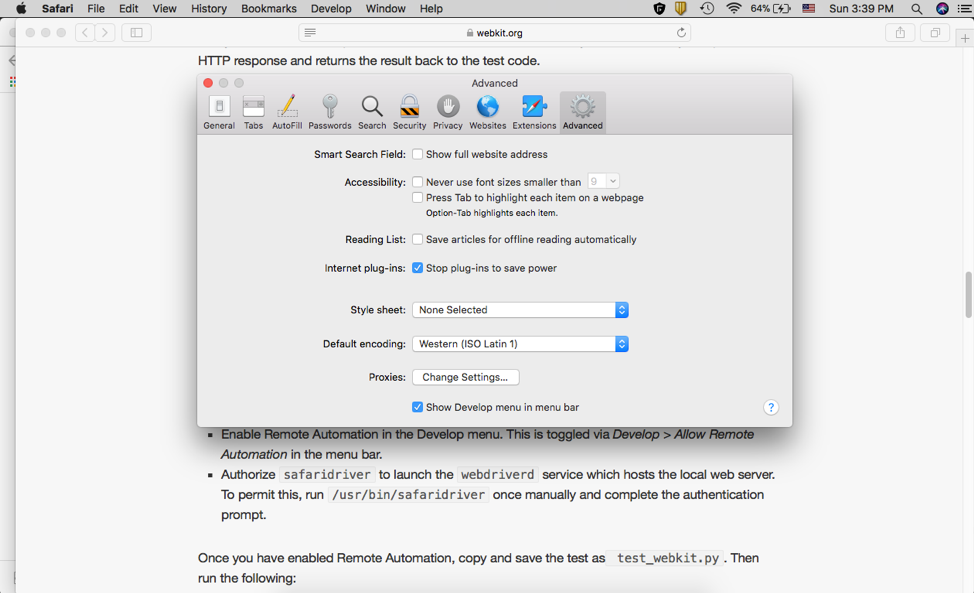 Safari File Edit View History Bookmarks Develop Window Help 64% Sun 3:39 PM
webkit.org
HTTP response and returns the result back to the test code.
Advanced
General Tabs AutoFill Passwords Search Security Privacy Websites Extensions Advanced
Smart Search Field: Show full website address
Accessibility: Never use font sizes smaller than 9
Press Tab to highlight each item on a webpage
Option-Tab highlights each item.
Reading List: Save articles for offline reading automatically
Internet plug-ins: Stop plug-ins to save power
Style sheet: None Selected
Default encoding: Western (ISO Latin 1)
Proxies: Change Settings...
Show Develop menu in menu bar ?
Enable Remote Automation in the Develop menu. This is toggled via Develop > Allow Remote
Automation in the menu bar.
Authorize safaridriver to launch the webdriverd service which hosts the local web server.
To permit this, run /usr/bin/safaridriver once manually and complete the authentication
prompt.
Once you have enabled Remote Automation, copy and save the test as test_webkit.py . Then
run the following: